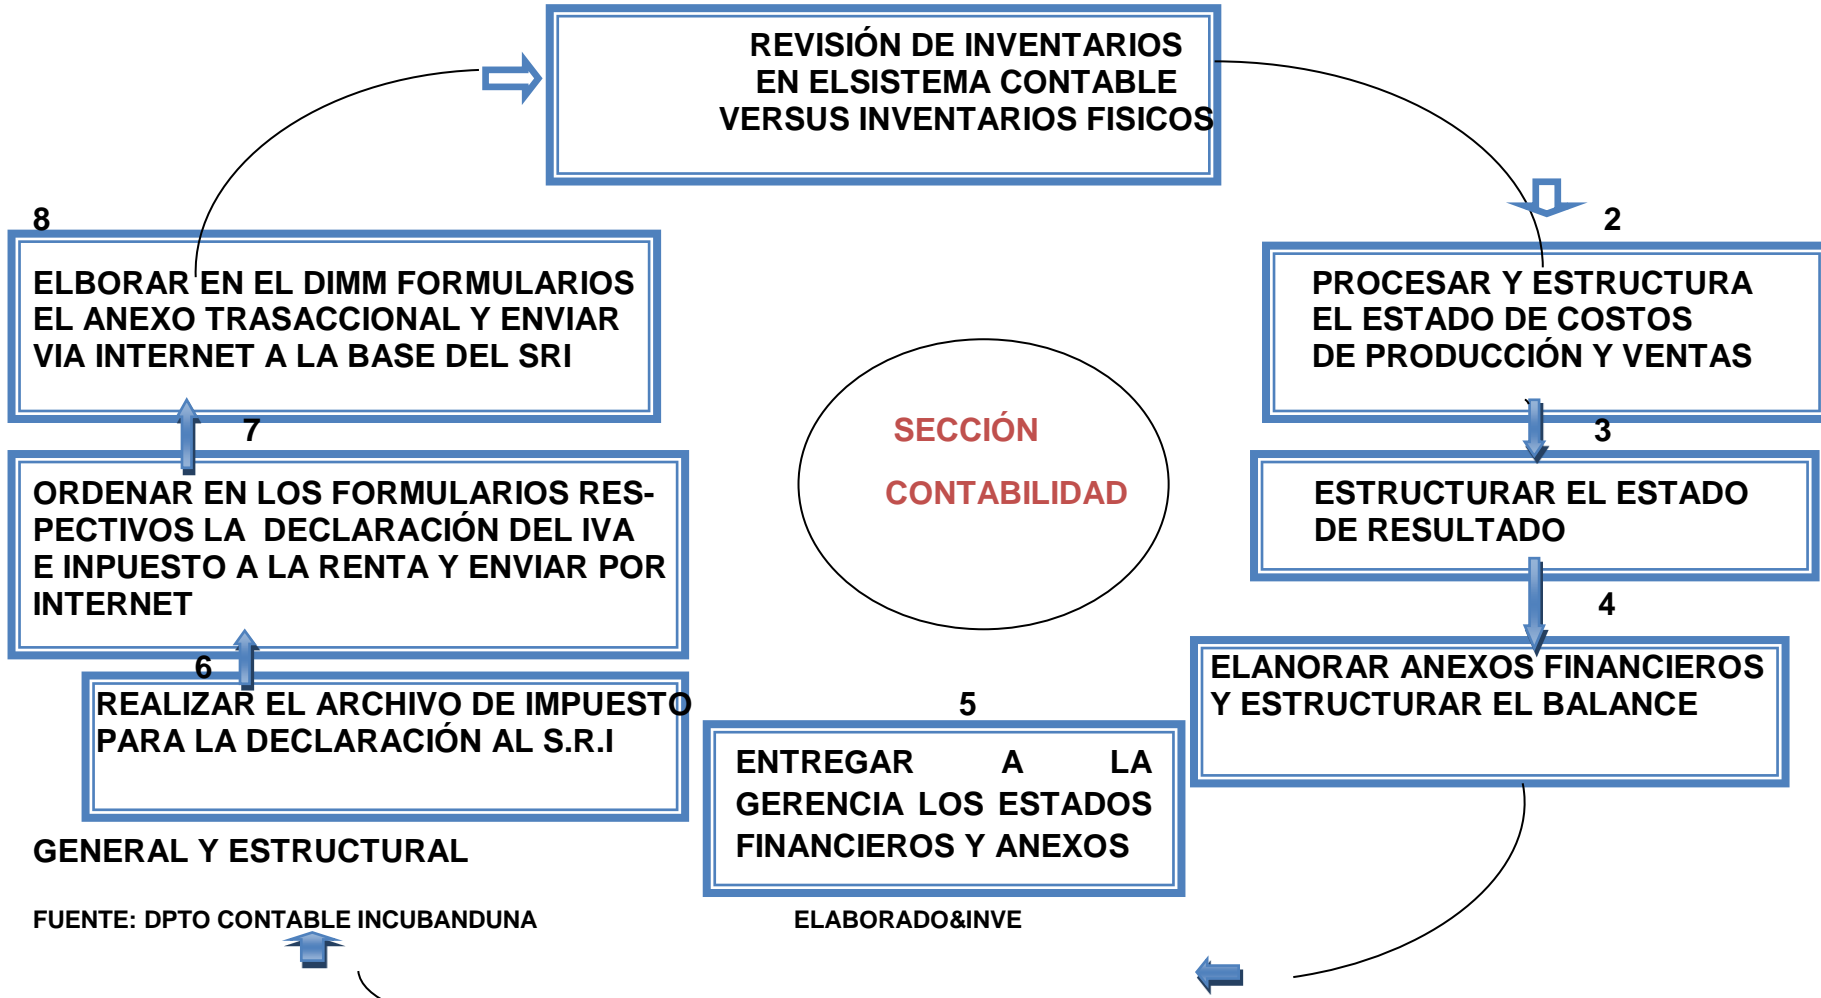 REVISIÓN DE INVENTARIOS
EN ELSISTEMA CONTABLE
VERSUS INVENTARIOS FISICOS
8
ELBORAR EN EL DIMM FORMULARIOS
EL ANEXO TRASACCIONAL Y ENVIAR
VIA INTERNET A LA BASE DEL SRI
2
PROCESAR Y ESTRUCTURA
EL ESTADO DE COSTOS
DE PRODUCCIÓN Y VENTAS
SECCIÓN
CONTABILIDAD
7
ORDENAR EN LOS FORMULARIOS RES-
PECTIVOS LA DECLARACIÓN DEL IVA
E INPUESTO A LA RENTA Y ENVIAR POR
INTERNET
3
ESTRUCTURAR EL ESTADO
DE RESULTADO
4
ELANORAR ANEXOS FINANCIEROS
Y ESTRUCTURAR EL BALANCE
6
REALIZAR EL ARCHIVO DE IMPUESTO
PARA LA DECLARACIÓN AL S.R.I
5
ENTREGAR A LA
GERENCIA LOS ESTADOS
FINANCIEROS Y ANEXOS
GENERAL Y ESTRUCTURAL
FUENTE: DPTO CONTABLE INCUBANDUNA
ELABORADO&INVE